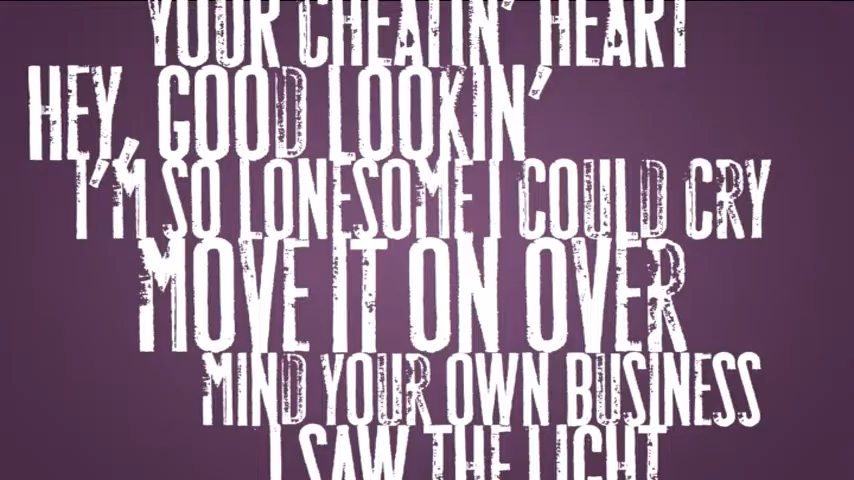 YOUR CHEATIN' HEART
HEY, GOOD LOOKIN'
I'M SO LONESOME I COULD CRY
MOVE IT ON OVER
MIND YOUR OWN BUSINESS
I SAW THE LIGHT